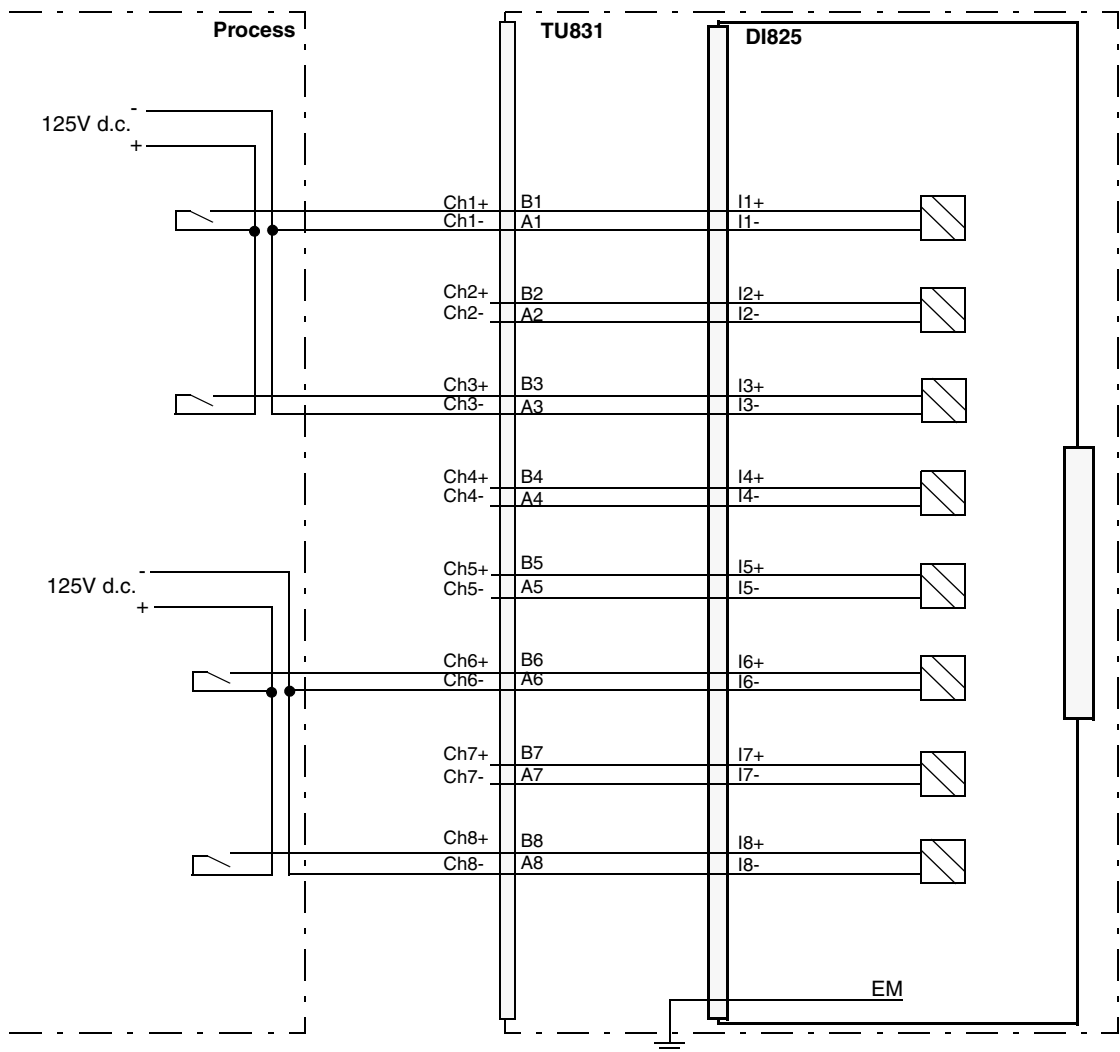 Process
TU831
DI825
-
125V d.c.
+
Ch1+ B1 I1+
Ch1- A1 I1-
Ch2+ B2 I2+
Ch2- A2 I2-
Ch3+ B3 I3+
Ch3- A3 I3-
Ch4+ B4 I4+
Ch4- A4 I4-
-
125V d.c.
+
Ch5+ B5 I5+
Ch5- A5 I5-
Ch6+ B6 I6+
Ch6- A6 I6-
Ch7+ B7 I7+
Ch7- A7 I7-
Ch8+ B8 I8+
Ch8- A8 I8-
EM